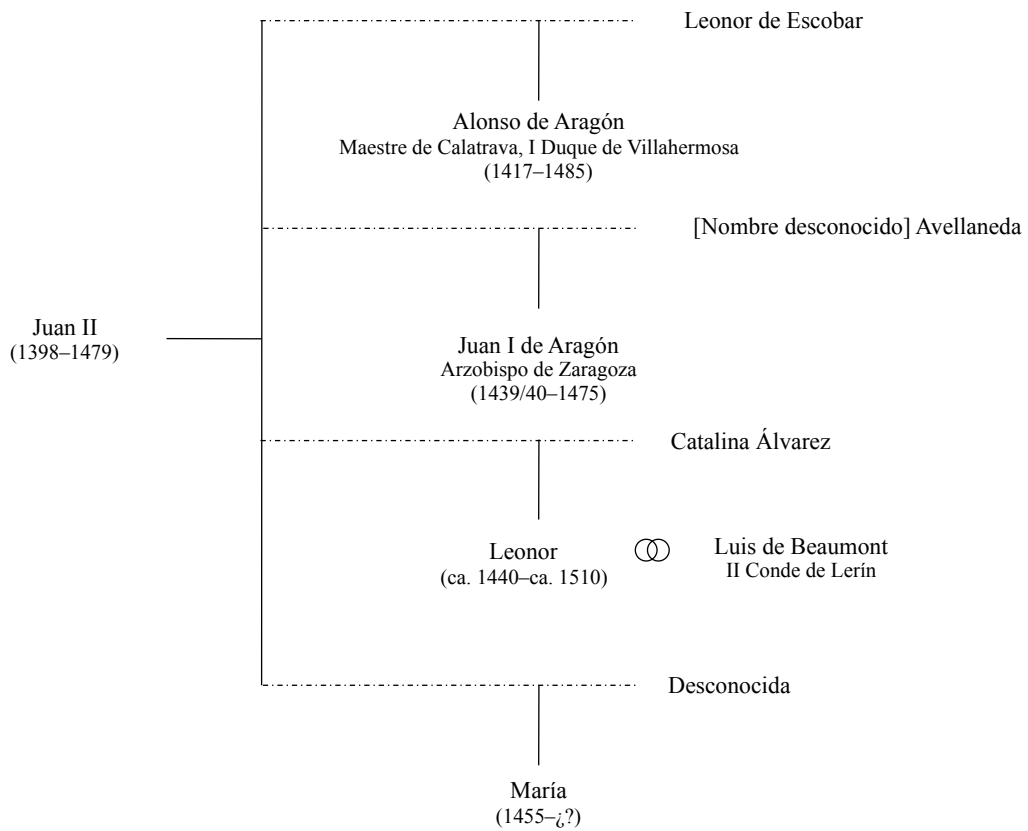 Leonor de Escobar
Alonso de Aragón
Maestre de Calatrava, I Duque de Villahermosa
(1417–1485)
[Nombre desconocido] Avellaneda
Juan II
(1398–1479)
Juan I de Aragón
Arzobispo de Zaragoza
(1439/40–1475)
Catalina Álvarez
Leonor
(ca. 1440–ca. 1510)
Luis de Beaumont
II Conde de Lerín
Desconocida
María
(1455–¿?)